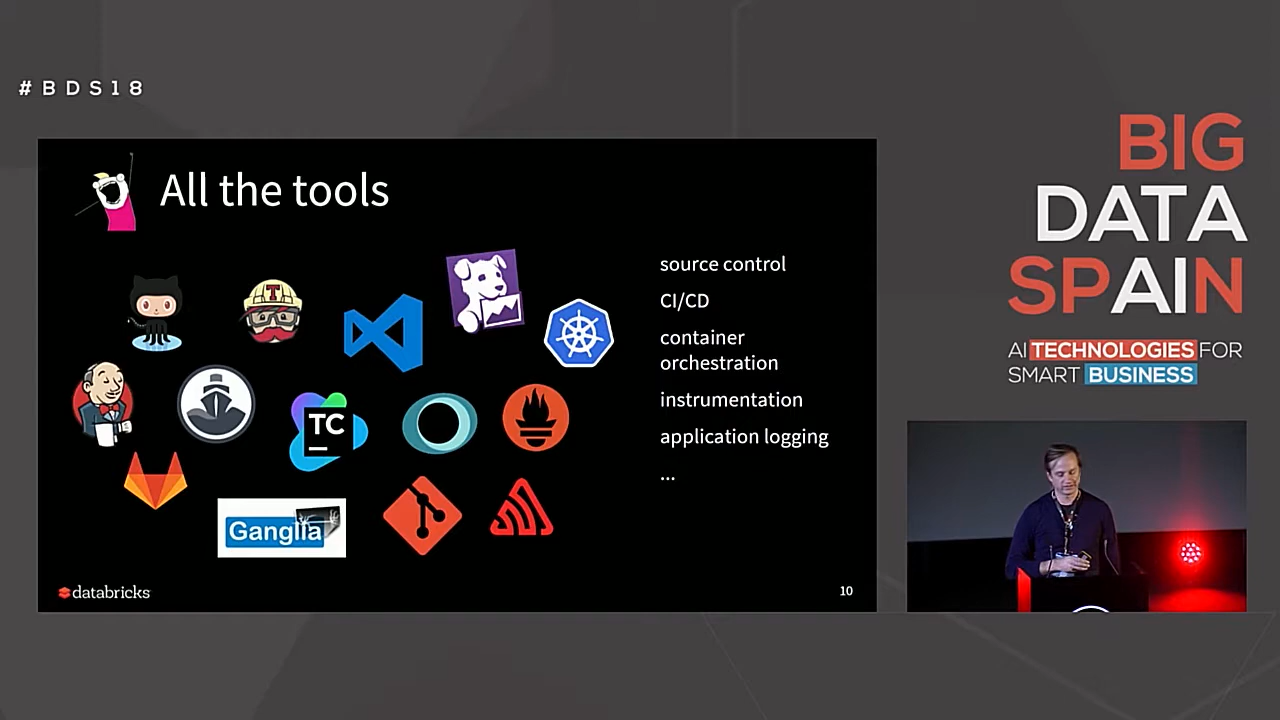 #BDS18
All the tools
source control
CI/CD
container
orchestration
instrumentation
application logging
...
T
TC
Ganglia
databricks
10
BIG
DATA
SPAIN
AI TECHNOLOGIES FOR
SMART BUSINESS